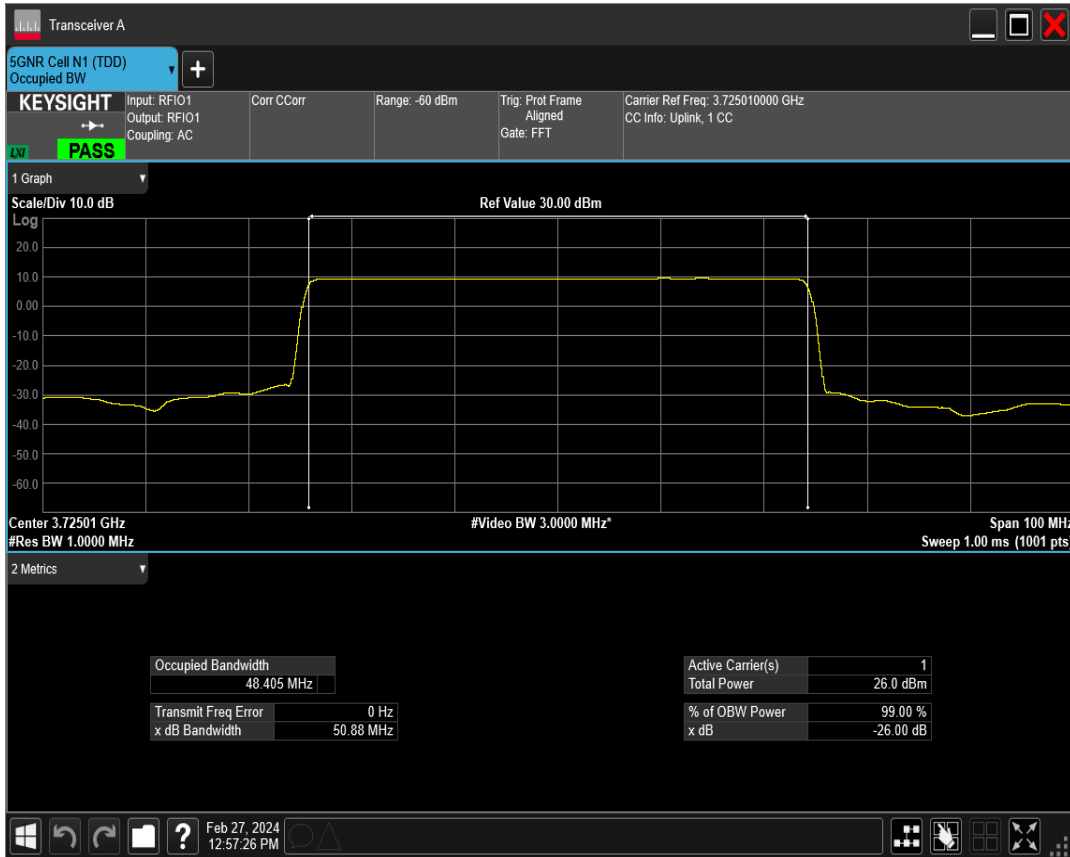 Transceiver A
5GNR Cell N1 (TDD)
Occupied BW
+
KEYSIGHT
LXI
PASS
Input: RFIO1
Output: RFIO1
Coupling: AC
Corr CCorr
Range: -60 dBm
Trig: Prot Frame
Aligned
Gate: FFT
Carrier Ref Freq: 3.725010000 GHz
CC Info: Uplink, 1 CC
1 Graph
Scale/Div 10.0 dB
Ref Value 30.00 dBm
Log
20.0
10.0
0.00
-10.0
-20.0
-30.0
-40.0
-50.0
-60.0
Center 3.72501 GHz
#Video BW 3.0000 MHz*
Span 100 MHz
#Res BW 1.0000 MHz
Sweep 1.00 ms (1001 pts)
2 Metrics
Occupied Bandwidth
48.405 MHz
Transmit Freq Error 0 Hz
x dB Bandwidth 50.88 MHz
Active Carrier(s) 1
Total Power 26.0 dBm
% of OBW Power 99.00 %
x dB -26.00 dB
?
Feb 27, 2024
12:57:26 PM